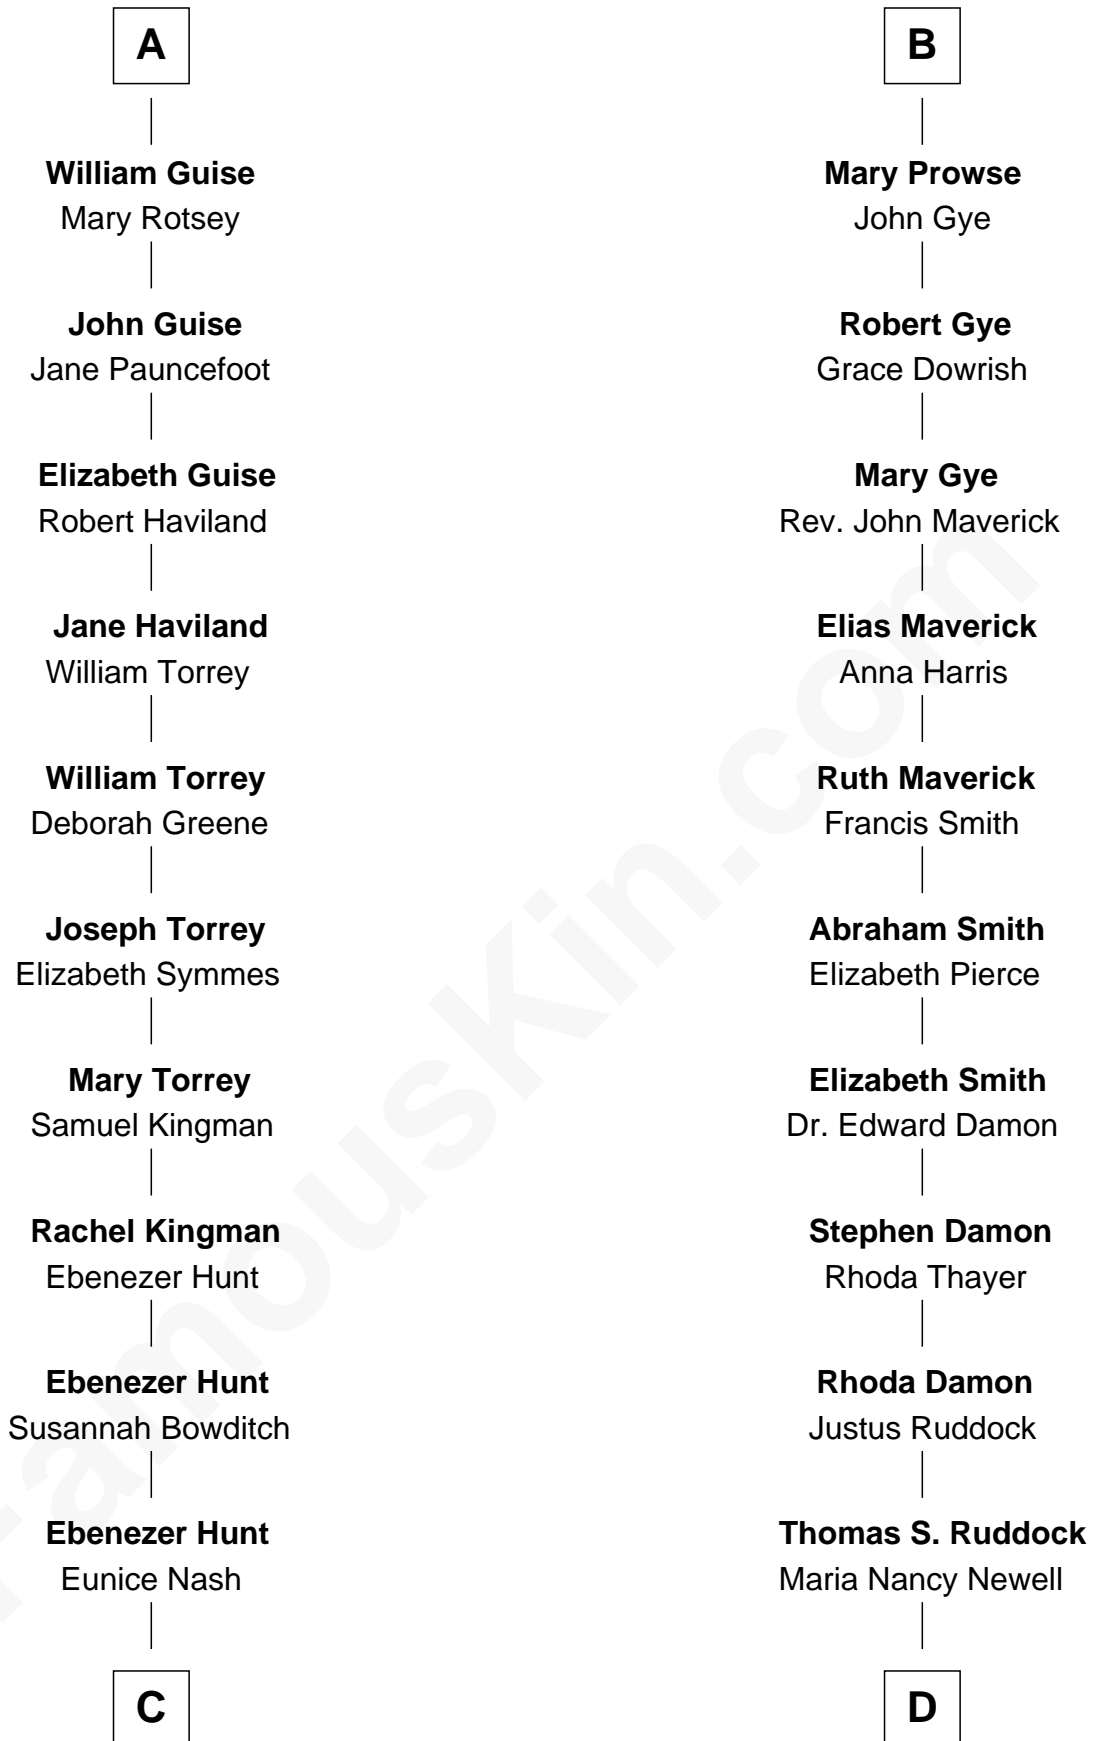 A
William Guise
Mary Rotsey
John Guise
Jane Pauncefoot
Elizabeth Guise
Robert Haviland
Jane Haviland
William Torrey
William Torrey
Deborah Greene
Joseph Torrey
Elizabeth Symmes
Mary Torrey
Samuel Kingman
Rachel Kingman
Ebenezer Hunt
Ebenezer Hunt
Susannah Bowditch
Ebenezer Hunt
Eunice Nash
C
B
Mary Prowse
John Gye
Robert Gye
Grace Dowrish
Mary Gye
Rev. John Maverick
Elias Maverick
Anna Harris
Ruth Maverick
Francis Smith
Abraham Smith
Elizabeth Pierce
Elizabeth Smith
Dr. Edward Damon
Stephen Damon
Rhoda Thayer
Rhoda Damon
Justus Ruddock
Thomas S. Ruddock
Maria Nancy Newell
D
FamousKin.com